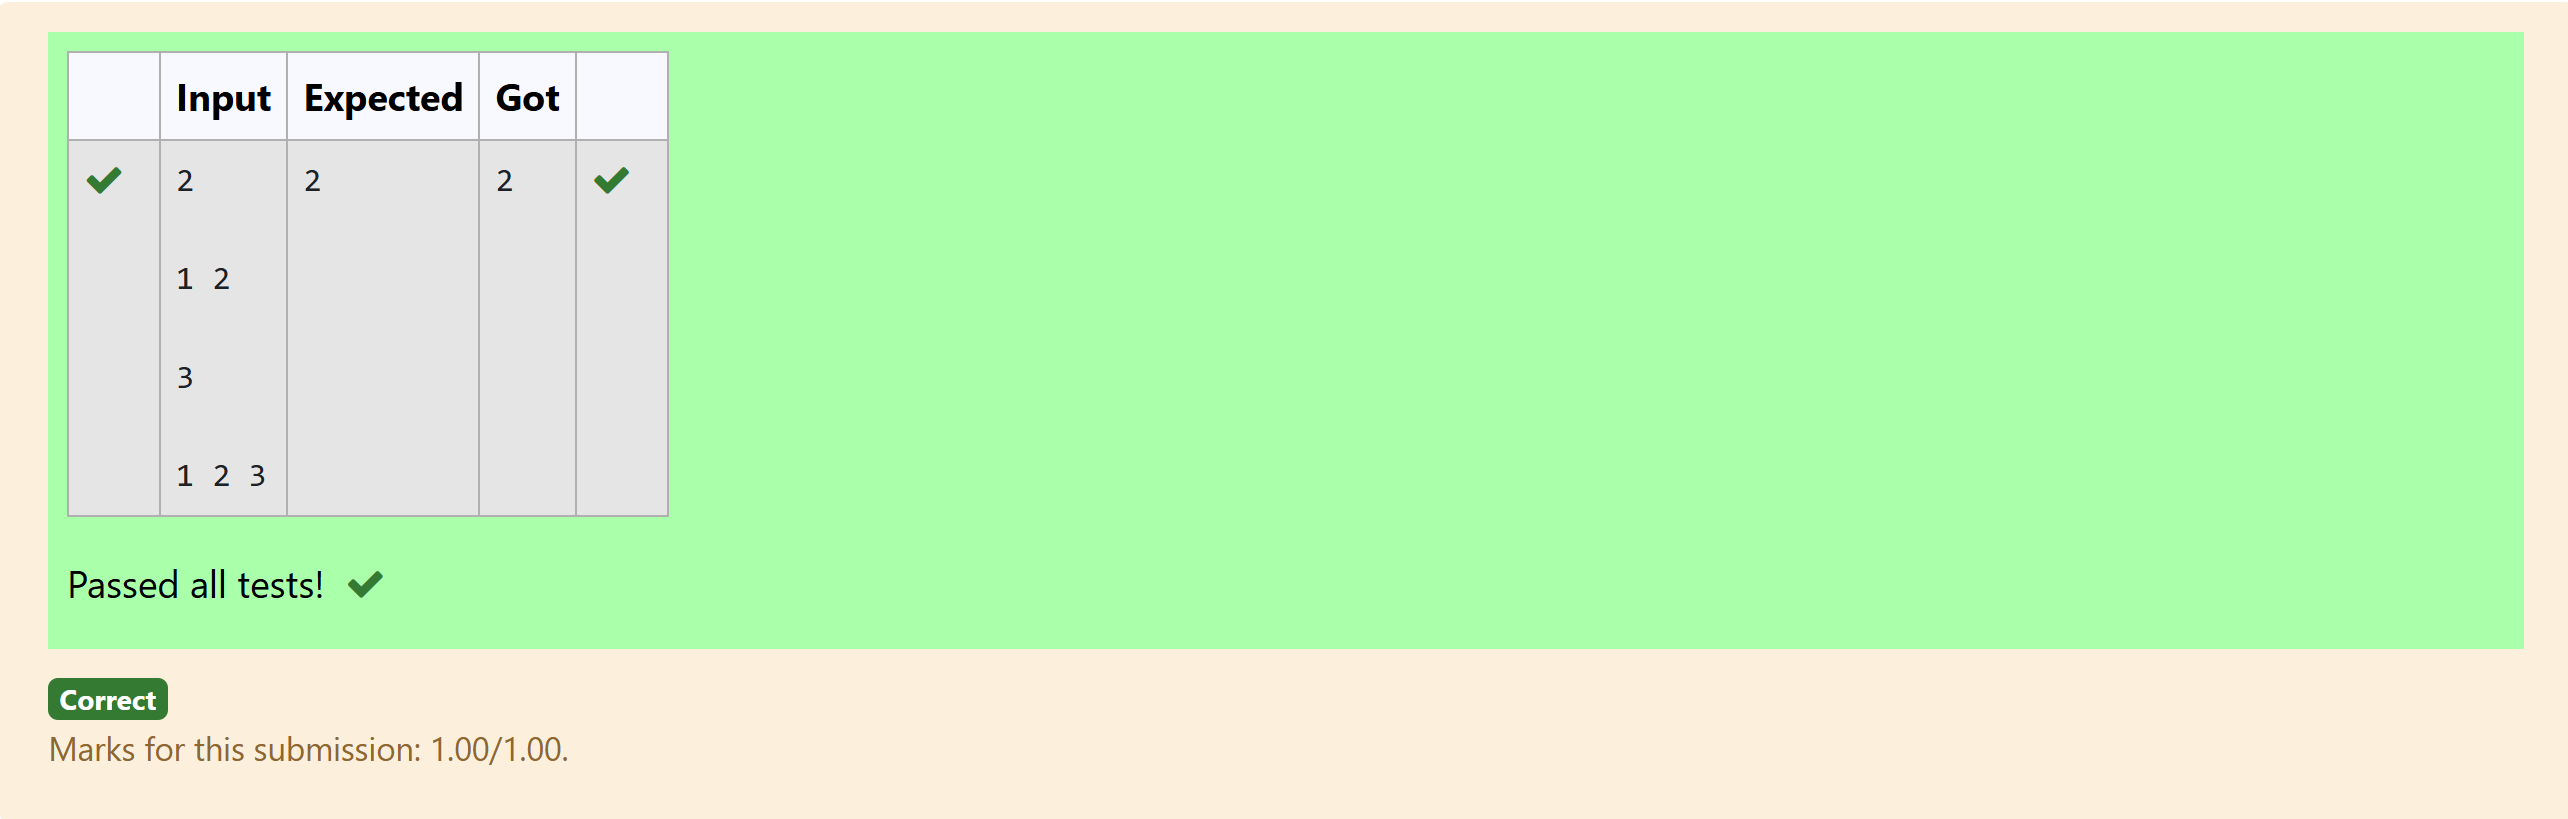 Input Expected Got
2 2 2
1 2
3
1 2 3
Passed all tests!
Correct
Marks for this submission: 1.00/1.00.